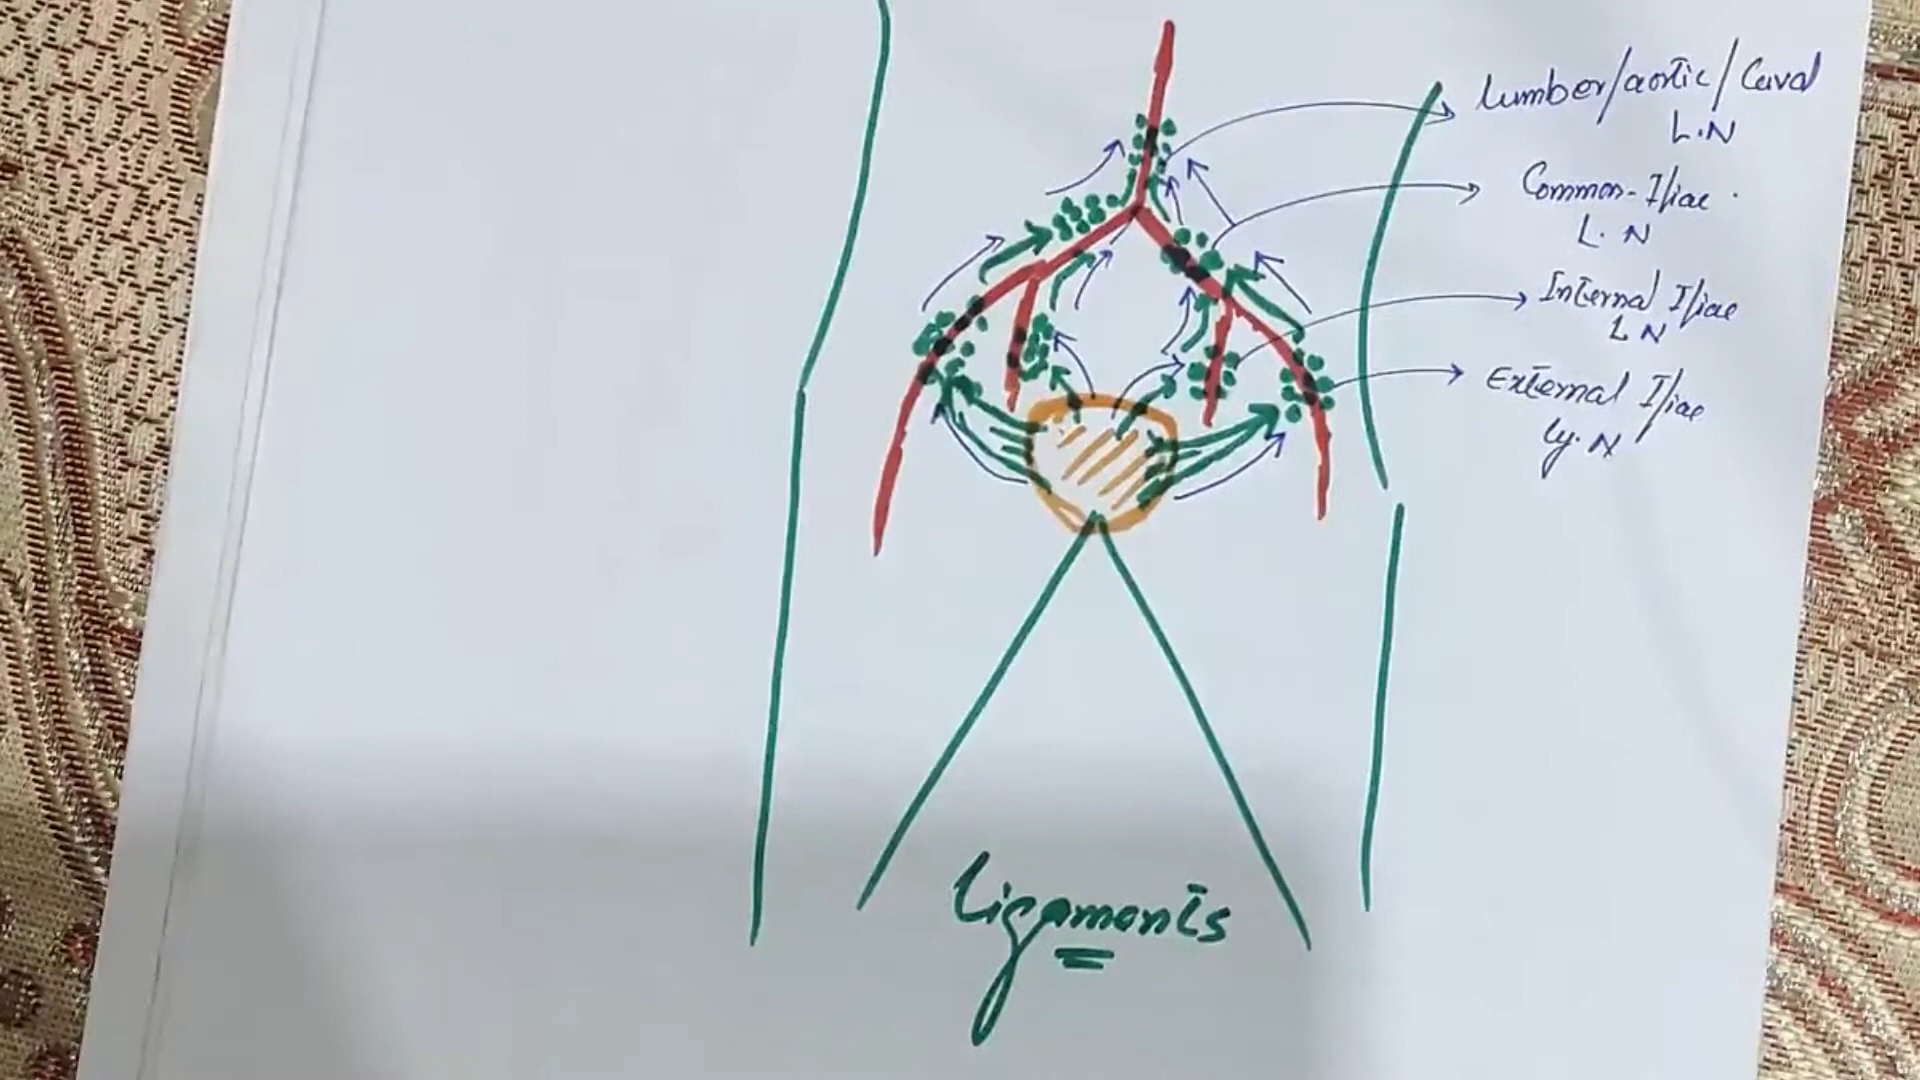 Lumber/aortic/Caval
L.N
Common-Iliac
L.N
Internal Iliac
L N
External Iliac
Ly.N
Ligaments